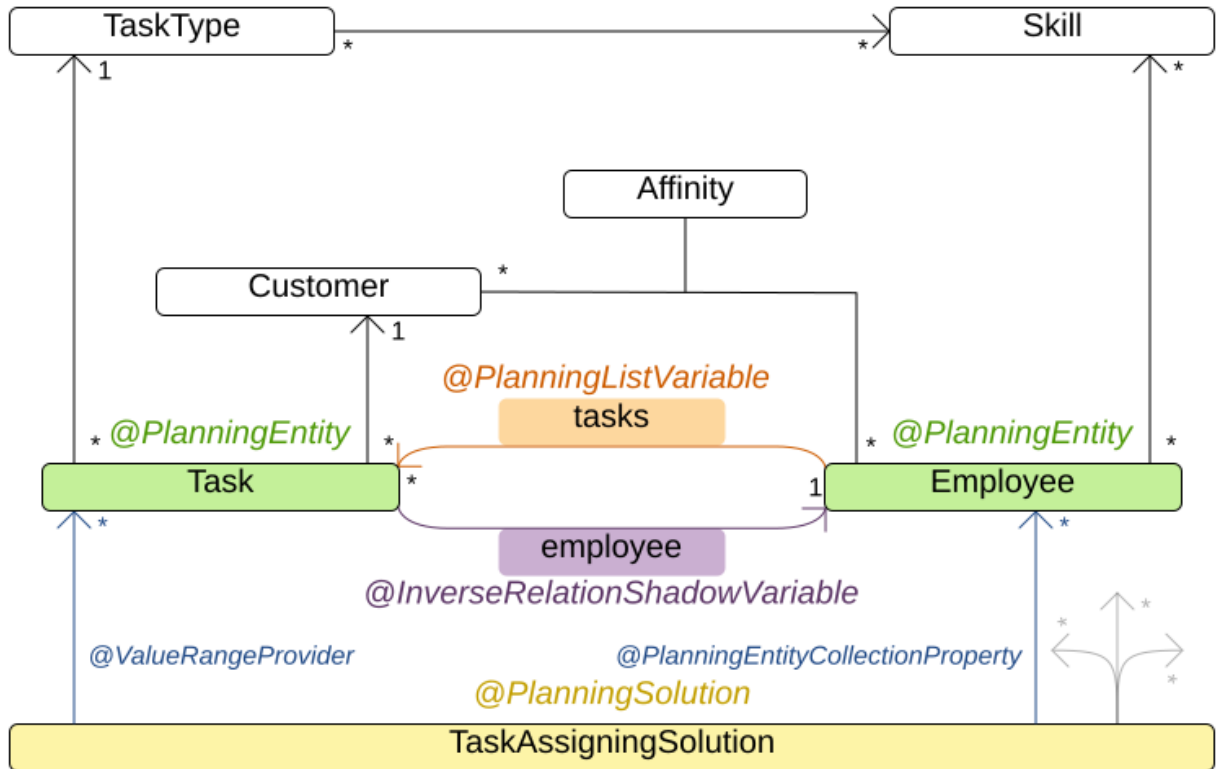 TaskType
*
*
Skill
1
*
Affinity
Customer
*
1
@PlanningListVariable
tasks
* @PlanningEntity *
* @PlanningEntity *
Task
*
1
Employee
*
employee
*
@InverseRelationShadowVariable
*
*
@ValueRangeProvider
@PlanningEntityCollectionProperty
*
@PlanningSolution
TaskAssigningSolution